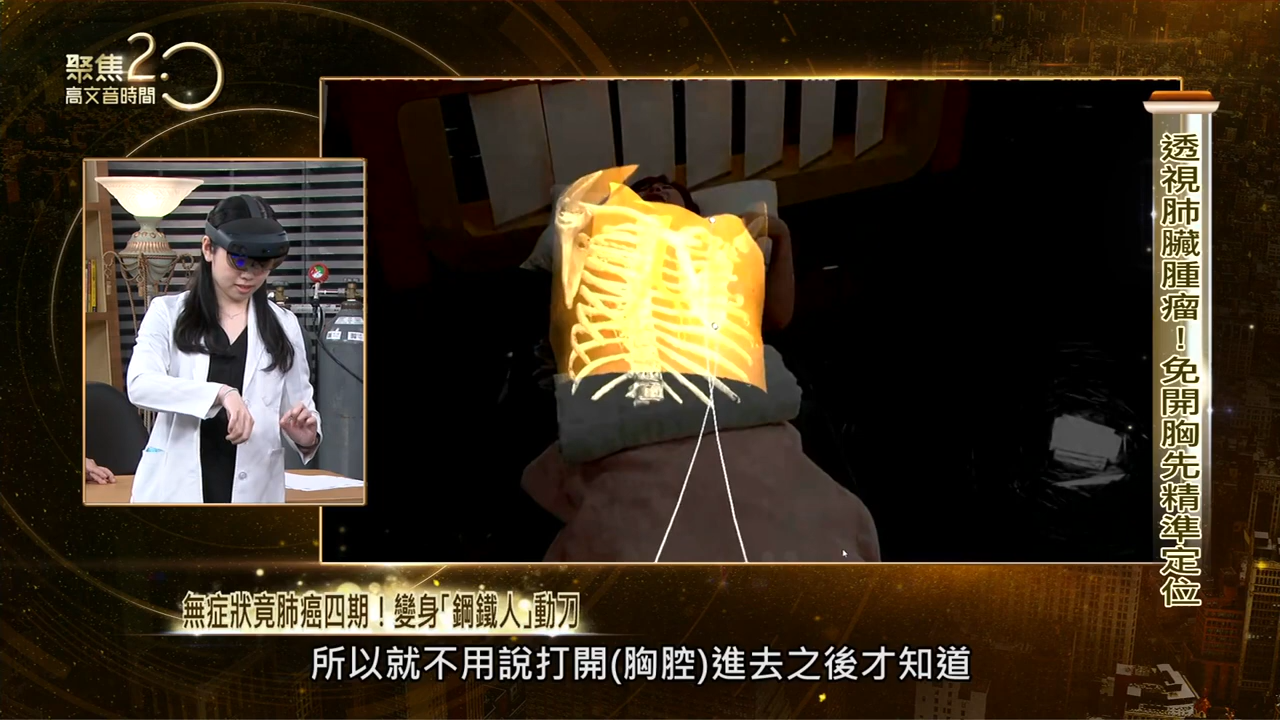 聚焦2.0
高文音時間
透視肺臟腫瘤！免開胸先精準定位
無症狀竟肺癌四期！變身「鋼鐵人」動刀
所以就不用說打開(胸腔)進去之後才知道